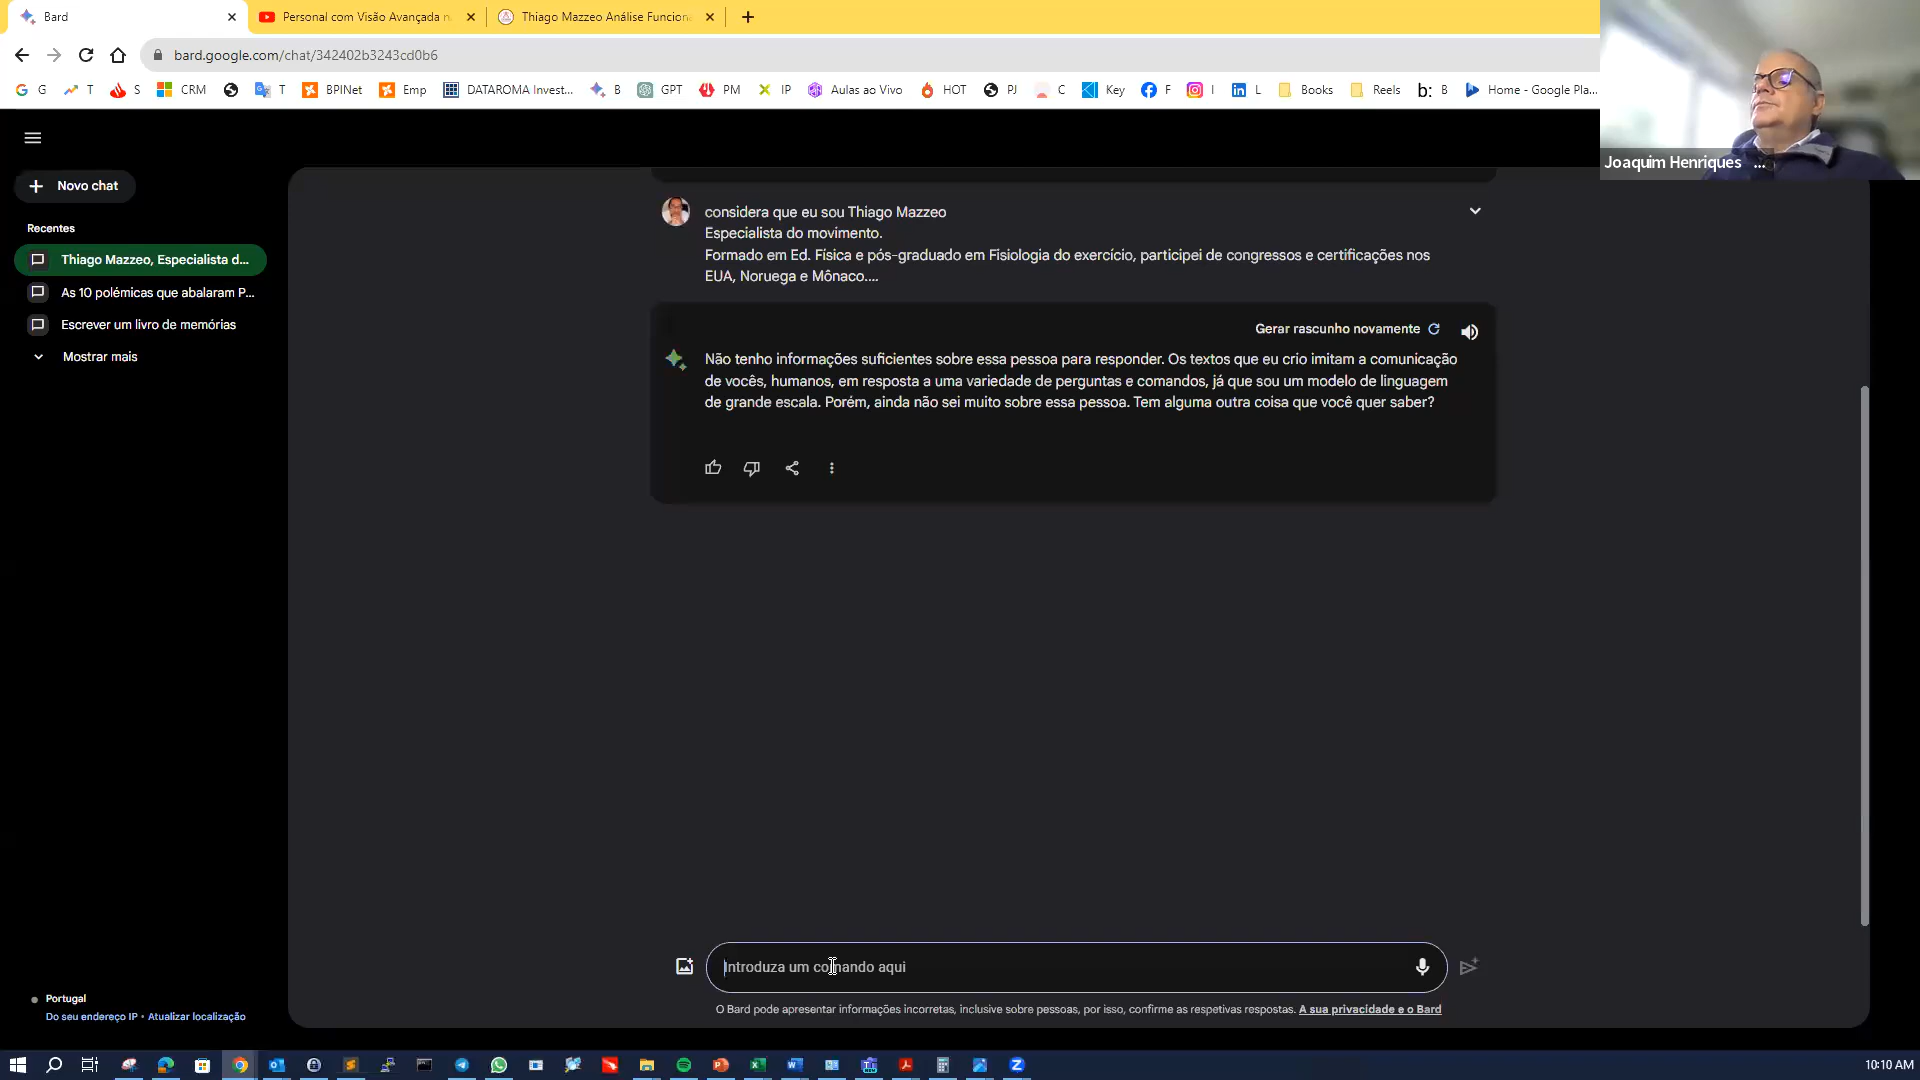 Bard
Personal com Visão Avançada n
Thiago Mazzeo Análise Funcion
bard.google.com/chat/342402b3243cd0b6
G
T
S
CRM
T
BPINet
Emp
DATAROMA Invest...
B
GPT
PM
IP
Aulas ao Vivo
HOT
PJ
C
Key
F
I
L
Books
Reels
b: B
Home - Google Pla...
Joaquim Henriques ...
Novo chat
Recentes
Thiago Mazzeo, Especialista d...
As 10 polémicas que abalaram P...
Escrever um livro de memórias
Mostrar mais
considera que eu sou Thiago Mazzeo
Especialista do movimento.
Formado em Ed. Física e pós-graduado em Fisiologia do exercício, participei de congressos e certificações nos
EUA, Noruega e Mônaco....
Gerar rascunho novamente
Não tenho informações suficientes sobre essa pessoa para responder. Os textos que eu crio imitam a comunicação
de vocês, humanos, em resposta a uma variedade de perguntas e comandos, já que sou um modelo de linguagem
de grande escala. Porém, ainda não sei muito sobre essa pessoa. Tem alguma outra coisa que você quer saber?
Introduza um comando aqui
O Bard pode apresentar informações incorretas, inclusive sobre pessoas, por isso, confirme as respetivas respostas. A sua privacidade e o Bard
Portugal
Do seu endereço IP • Atualizar localização
10:10 AM